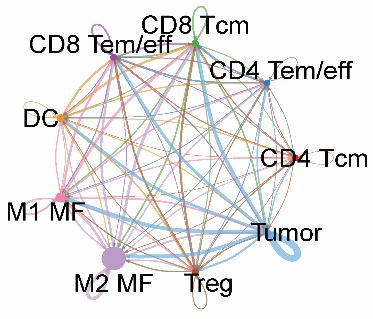 CD8 Tcm
CD8 Tem/eff
CD4 Tem/eff
DC
CD4 Tcm
M1 MF
Tumor
M2 MF
Treg